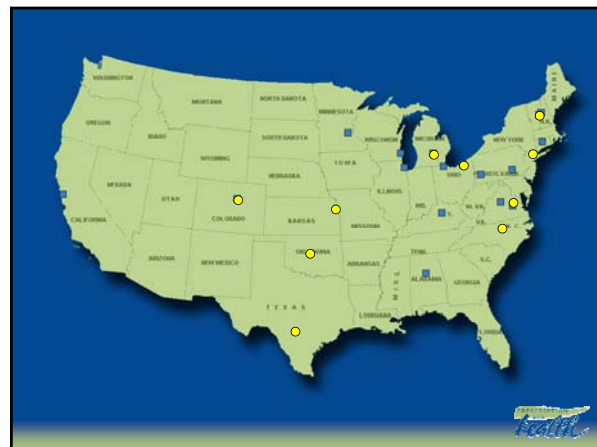 WASHINGTON
MONTANA
NORTH DAKOTA
MINNESOTA
MAINE
OREGON
IDAHO
SOUTH DAKOTA
WISCONSIN
MICHIGAN
NEW YORK
WYOMING
IOWA
NEBRASKA
NEVADA
UTAH
COLORADO
KANSAS
MISSOURI
ILLINOIS
IND.
OHIO
PENNSYLVANIA
W. VA.
VA.
CALIFORNIA
ARIZONA
NEW MEXICO
OKLAHOMA
ARKANSAS
TENN.
N. C.
S.C.
MISS
ALABAMA
GEORGIA
TEXAS
LOUISIANA
FLORIDA
health